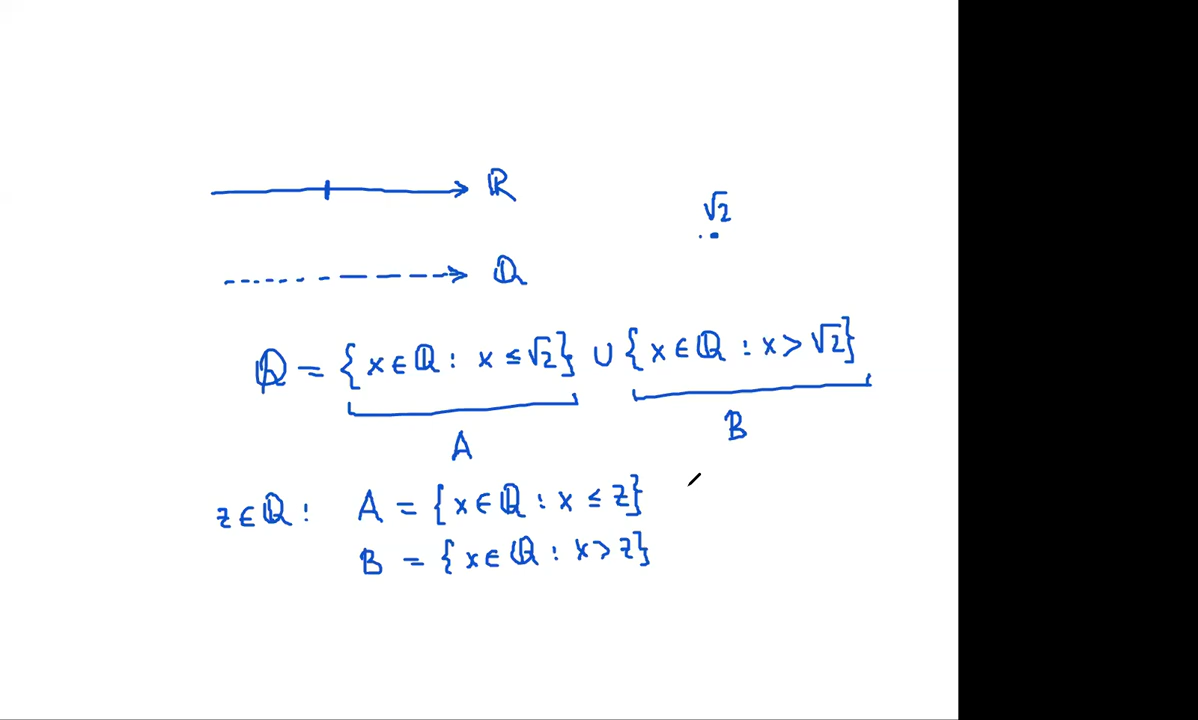 ℝ
√2
ℚ
ℚ = {x ∈ ℚ : x ≤ √2} ∪ {x ∈ ℚ : x > √2}
A
B
z ∈ ℚ : A = {x ∈ ℚ : x ≤ z}
B = {x ∈ ℚ : x > z}